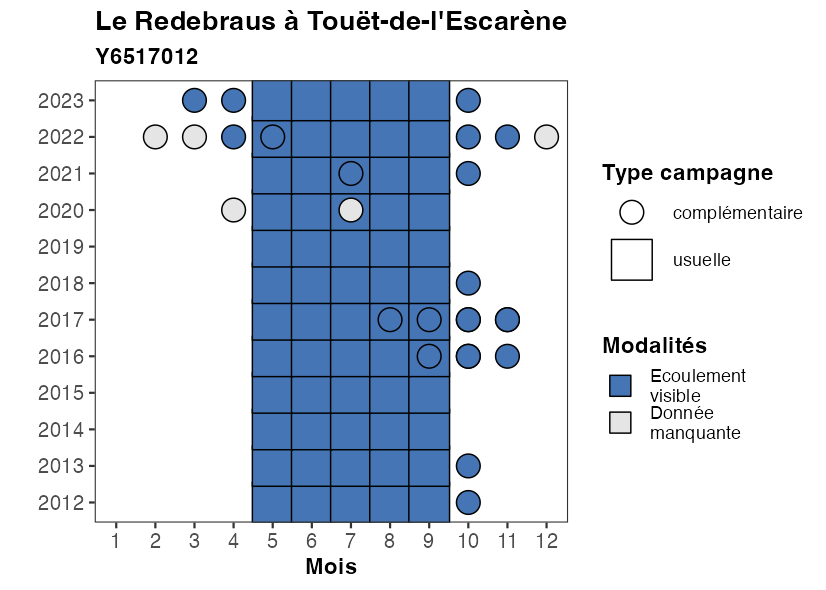 Le Redebraus à Touët-de-l'Escarène
Y6517012
2023
2022
2021
2020
2019
2018
2017
2016
2015
2014
2013
2012
1 2 3 4 5 6 7 8 9 10 11 12
Mois
Type campagne
complémentaire
usuelle
Modalités
Ecoulement
visible
Donnée
manquante